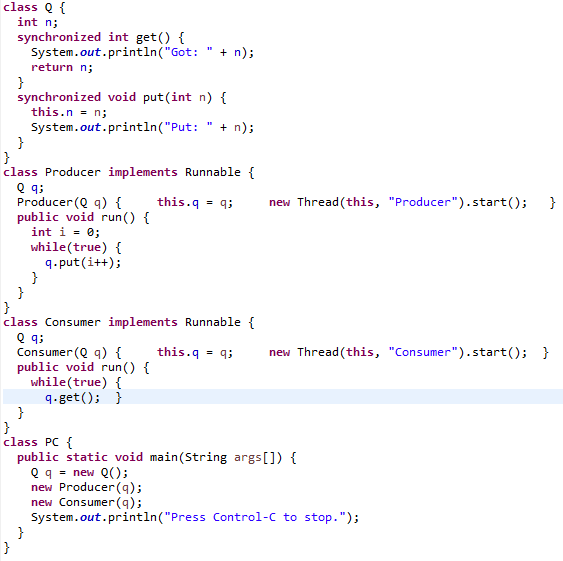 class Q {
  int n;
  synchronized int get() {
    System.out.println("Got: " + n);
    return n;
  }
  synchronized void put(int n) {
    this.n = n;
    System.out.println("Put: " + n);
  }
}
class Producer implements Runnable {
  Q q;
  Producer(Q q) {     this.q = q;     new Thread(this, "Producer").start();   }
  public void run() {
    int i = 0;
    while(true) {
      q.put(i++);
    }
  }
}
class Consumer implements Runnable {
  Q q;
  Consumer(Q q) {     this.q = q;     new Thread(this, "Consumer").start();  }
  public void run() {
    while(true) {
      q.get();  }
  }
}
class PC {
  public static void main(String args[]) {
    Q q = new Q();
    new Producer(q);
    new Consumer(q);
    System.out.println("Press Control-C to stop.");
  }
}